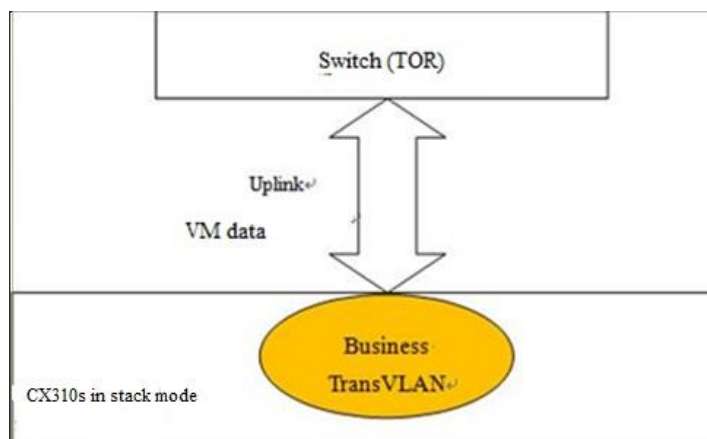 Switch (TOR)
Uplink↵
VM data ↵
Business
TransVLAN↵
CX310s in stack mode